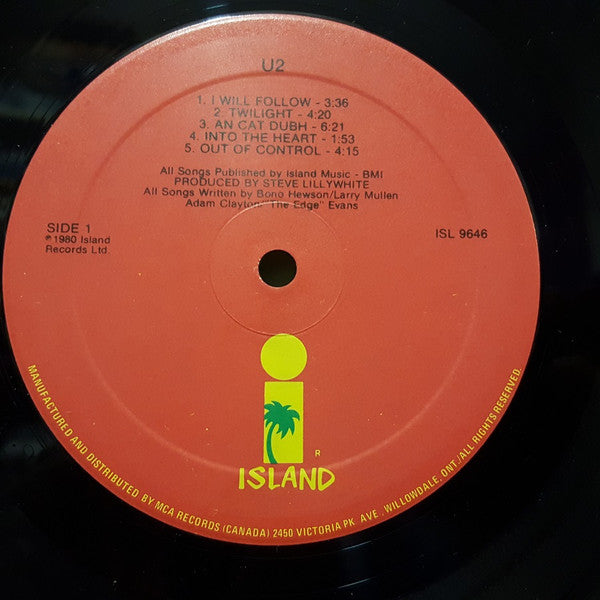 U2
1. I WILL FOLLOW - 3:36
2. TWILIGHT - 4:20
3. AN CAT DUBH - 6:21
4. INTO THE HEART - 1:53
5. OUT OF CONTROL - 4:15
All Songs Published by Island Music - BMI
PRODUCED BY STEVE LILLYWHITE
All Songs Written by Bono Hewson/Larry Mullen
Adam Clayton/"The Edge" Evans
SIDE 1
℗1980 Island
Records Ltd.
ISL 9646
R
ISLAND
MANUFACTURED AND DISTRIBUTED BY MCA RECORDS (CANADA) 2450 VICTORIA PK. AVE., WILLOWDALE, ONT./ALL RIGHTS RESERVED.